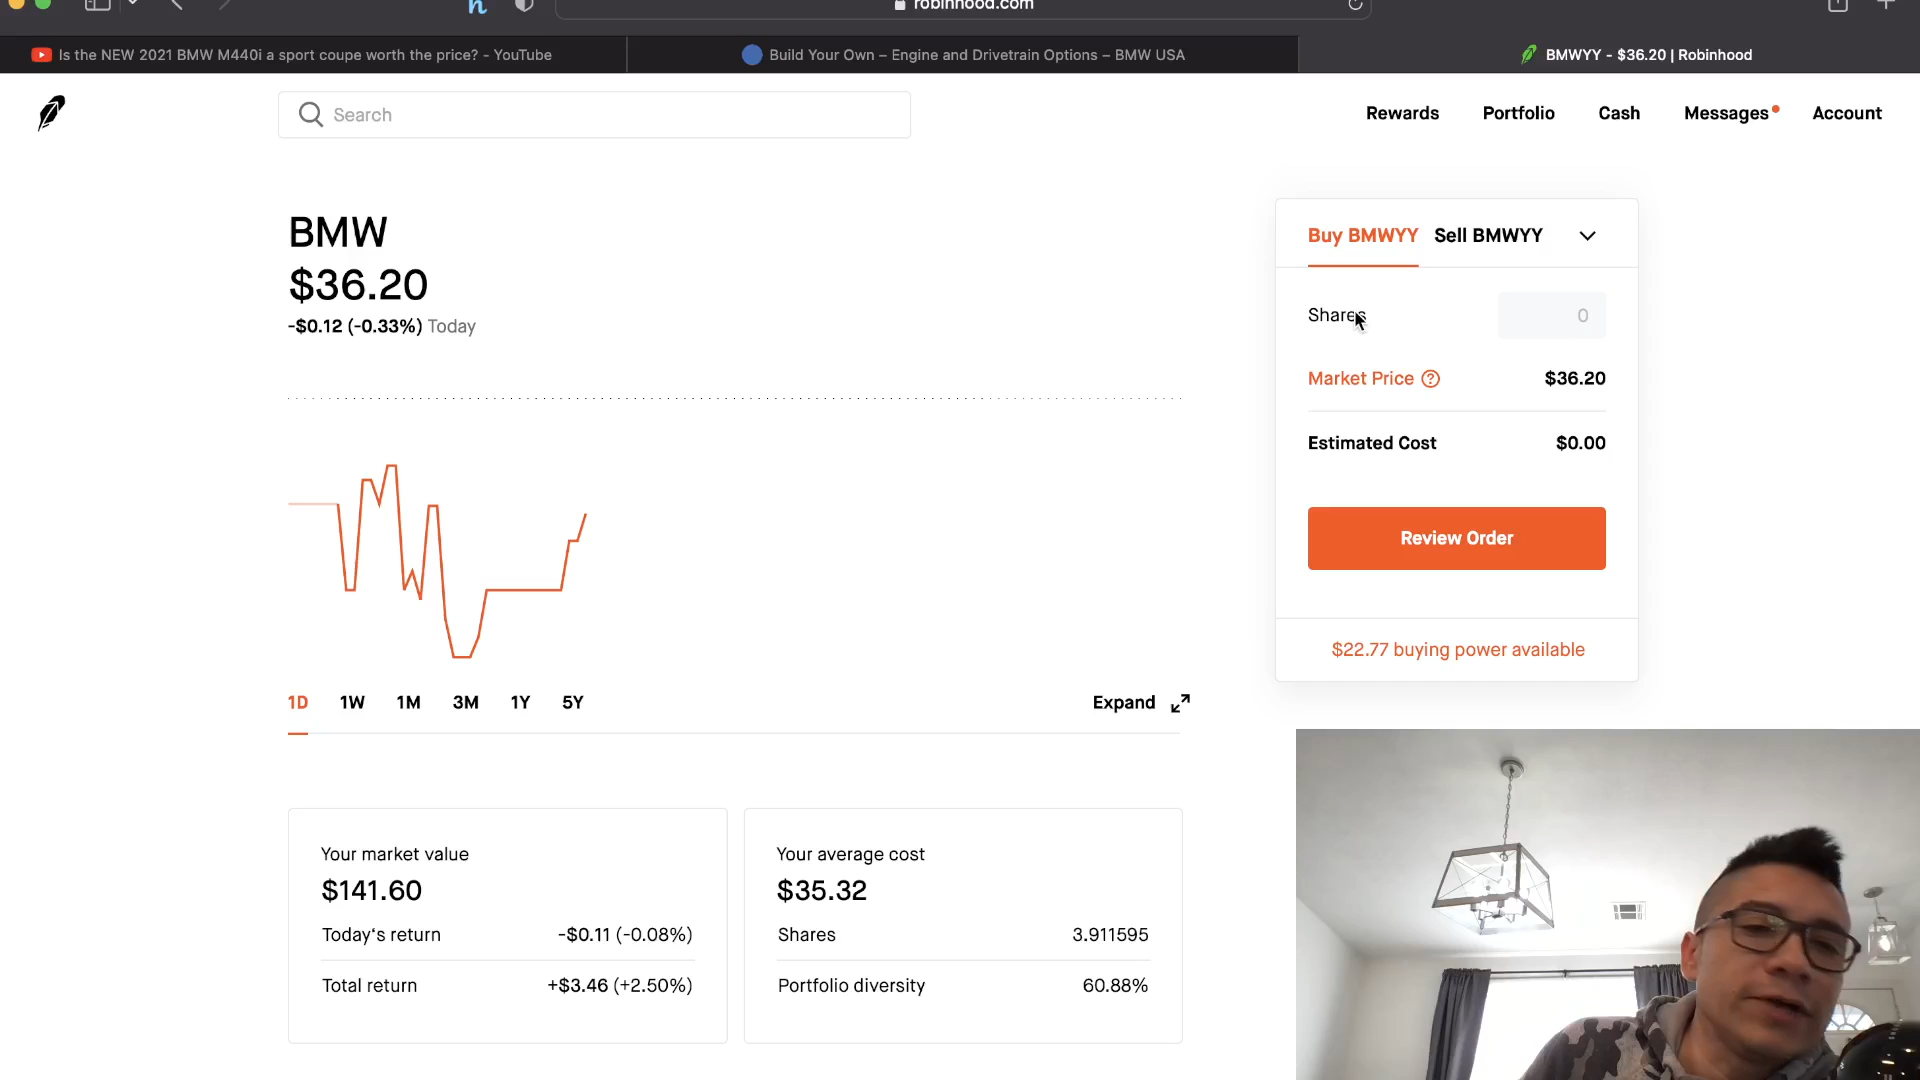 robinhood.com
Is the NEW 2021 BMW M440i a sport coupe worth the price? - YouTube
Build Your Own – Engine and Drivetrain Options – BMW USA
BMWYY - $36.20 | Robinhood
Search
Rewards
Portfolio
Cash
Messages
Account
BMW
$36.20
-$0.12 (-0.33%) Today
Buy BMWYY
Sell BMWYY
Shares
0
Market Price ?
$36.20
Estimated Cost
$0.00
Review Order
$22.77 buying power available
1D
1W
1M
3M
1Y
5Y
Expand
Your market value
$141.60
Today's return
-$0.11 (-0.08%)
Total return
+$3.46 (+2.50%)
Your average cost
$35.32
Shares
3.911595
Portfolio diversity
60.88%